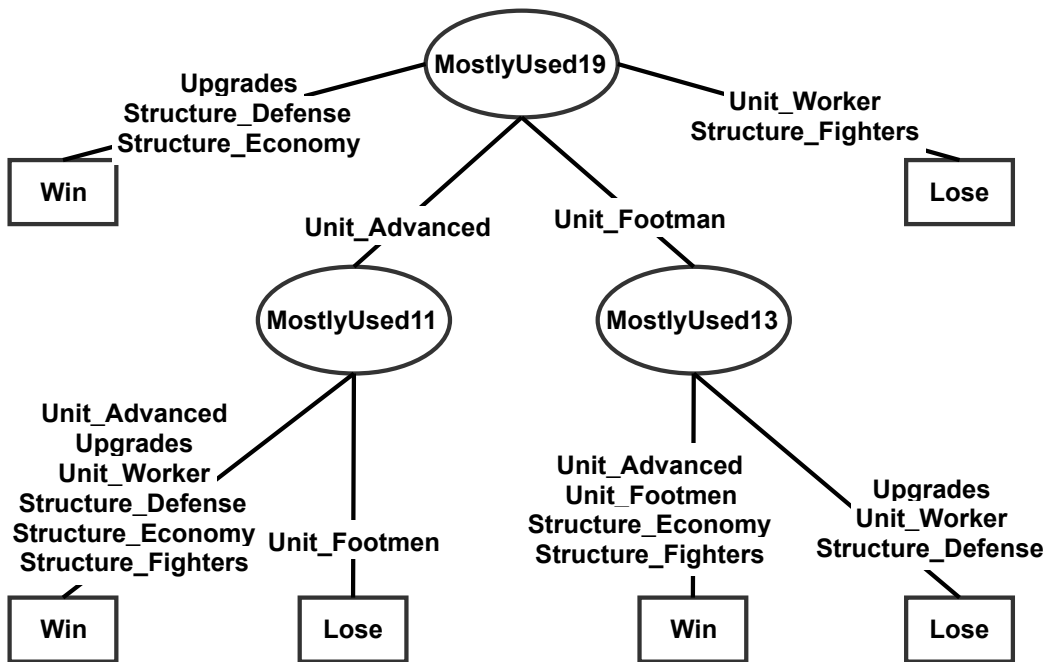 MostlyUsed19
Upgrades
Structure_Defense
Structure_Economy
Unit_Worker
Structure_Fighters
Win
Lose
Unit_Advanced
Unit_Footman
MostlyUsed11
MostlyUsed13
Unit_Advanced
Upgrades
Unit_Worker
Structure_Defense
Structure_Economy
Structure_Fighters
Unit_Footmen
Unit_Advanced
Unit_Footmen
Structure_Economy
Structure_Fighters
Upgrades
Unit_Worker
Structure_Defense
Win
Lose
Win
Lose